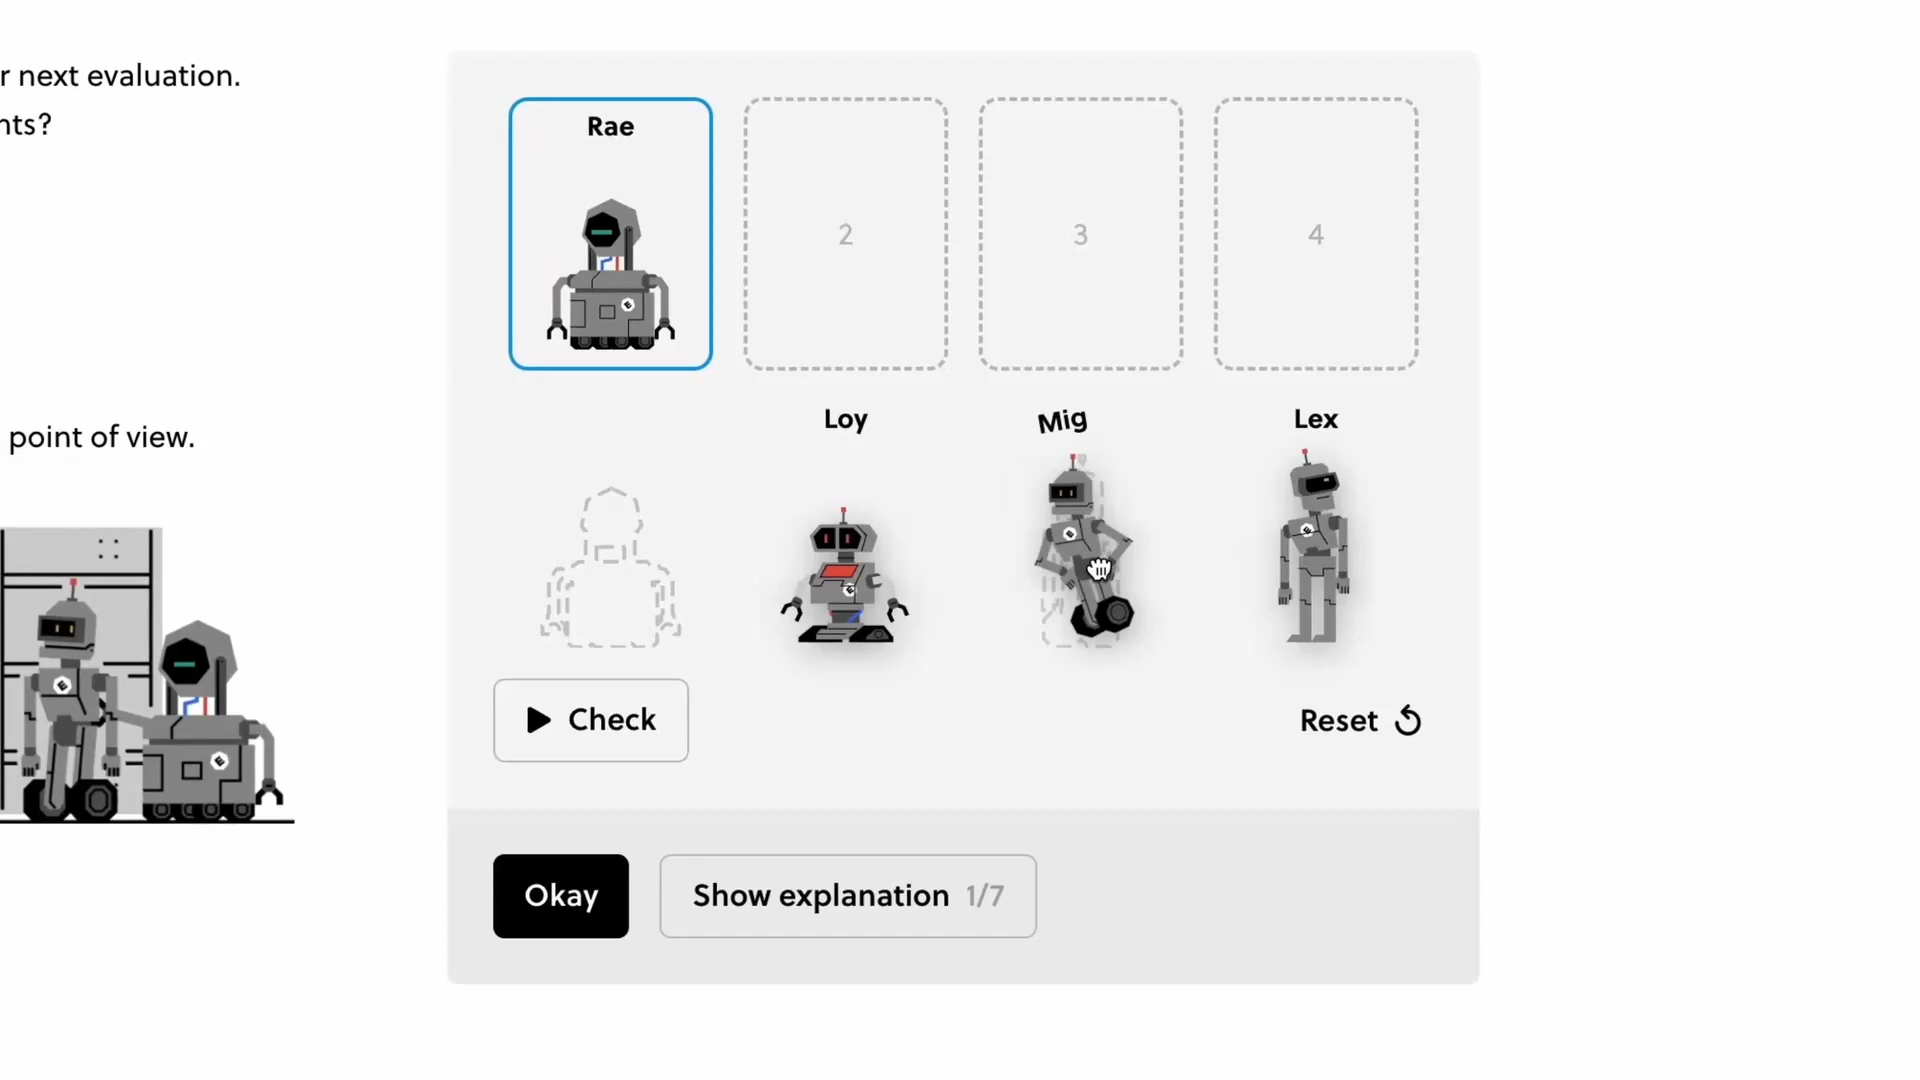 r next evaluation.
nts?
point of view.
Rae
2
3
4
Loy
Mig
Lex
Check
Reset
Okay
Show explanation 1/7